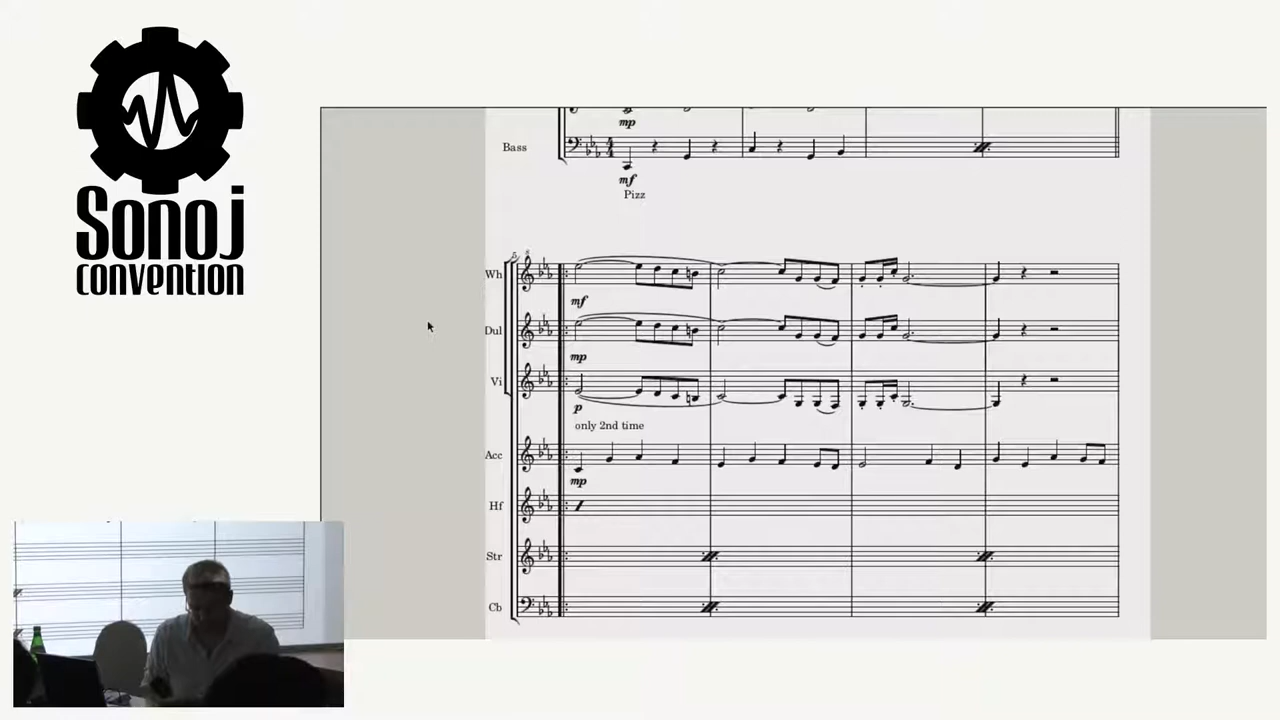 Sonoj
convention
mp
Bass
mf
Pizz
5
Wh
mf
Dul
mp
Vi
p
only 2nd time
Acc
mp
Hf
Str
Cb